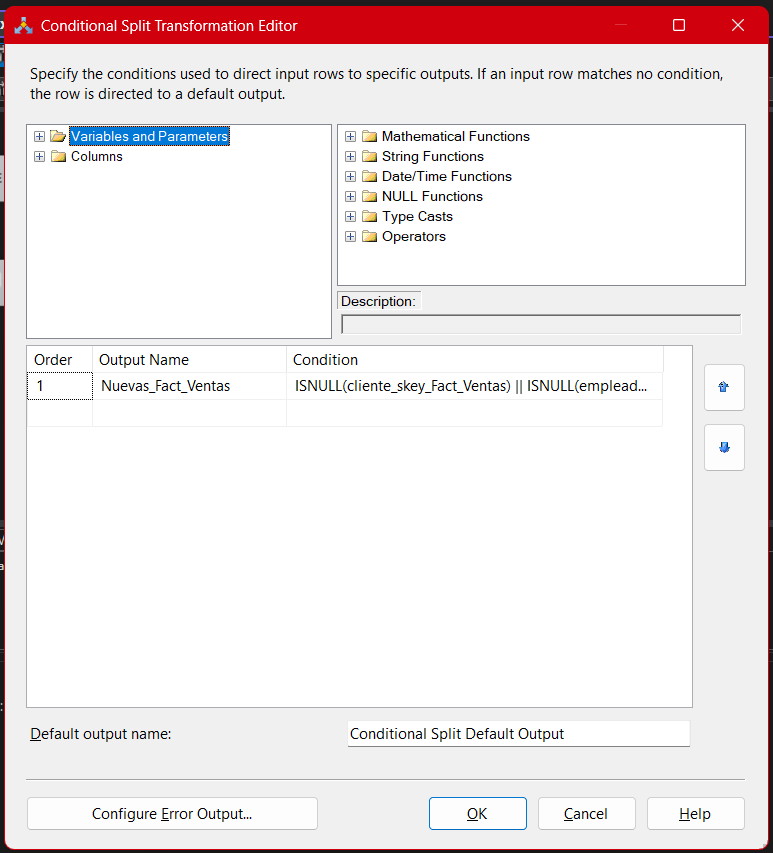 Conditional Split Transformation Editor
Specify the conditions used to direct input rows to specific outputs. If an input row matches no condition,
the row is directed to a default output.
Variables and Parameters
Columns
Mathematical Functions
String Functions
Date/Time Functions
NULL Functions
Type Casts
Operators
Description:
Order Output Name Condition
1 Nuevas_Fact_Ventas ISNULL(cliente_skey_Fact_Ventas) || ISNULL(emplead...
Default output name: Conditional Split Default Output
Configure Error Output... OK Cancel Help